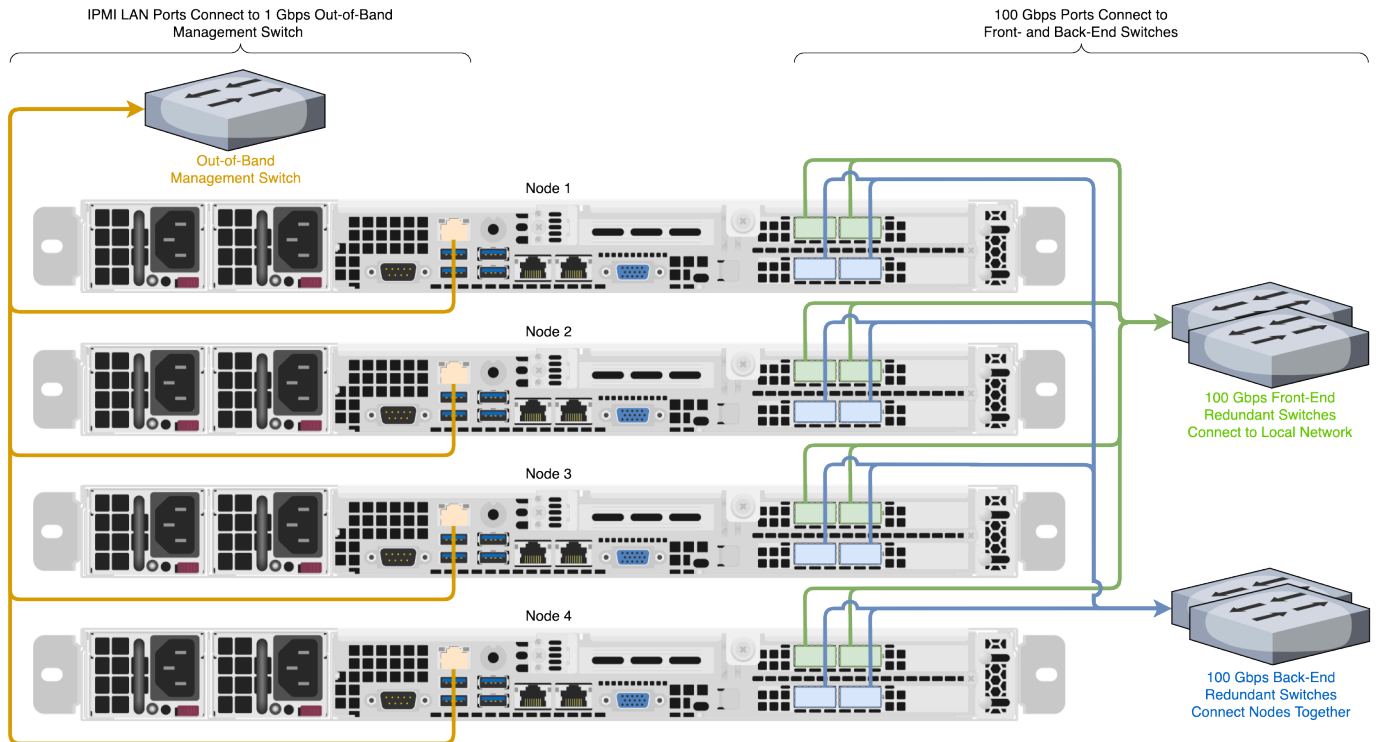 IPMI LAN Ports Connect to 1 Gbps Out-of-Band
Management Switch
100 Gbps Ports Connect to
Front- and Back-End Switches
Out-of-Band
Management Switch
Node 1
Node 2
100 Gbps Front-End
Redundant Switches
Connect to Local Network
Node 3
Node 4
100 Gbps Back-End
Redundant Switches
Connect Nodes Together